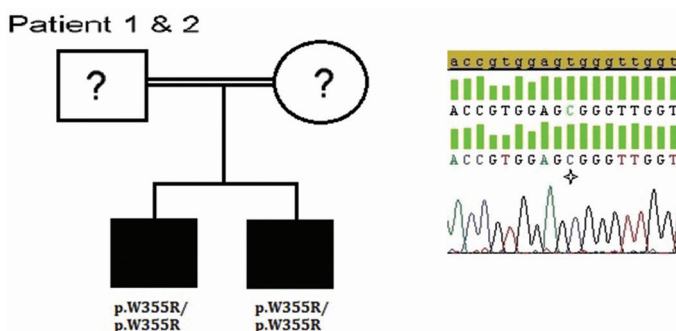 Patient 1 & 2
? ?
p.W355R/ p.W355R/
p.W355R p.W355R
accgtggagtgggttggt
ACCGTGGAGCGGGTTGGT
ACCGTGGAGCGGGTTGGT